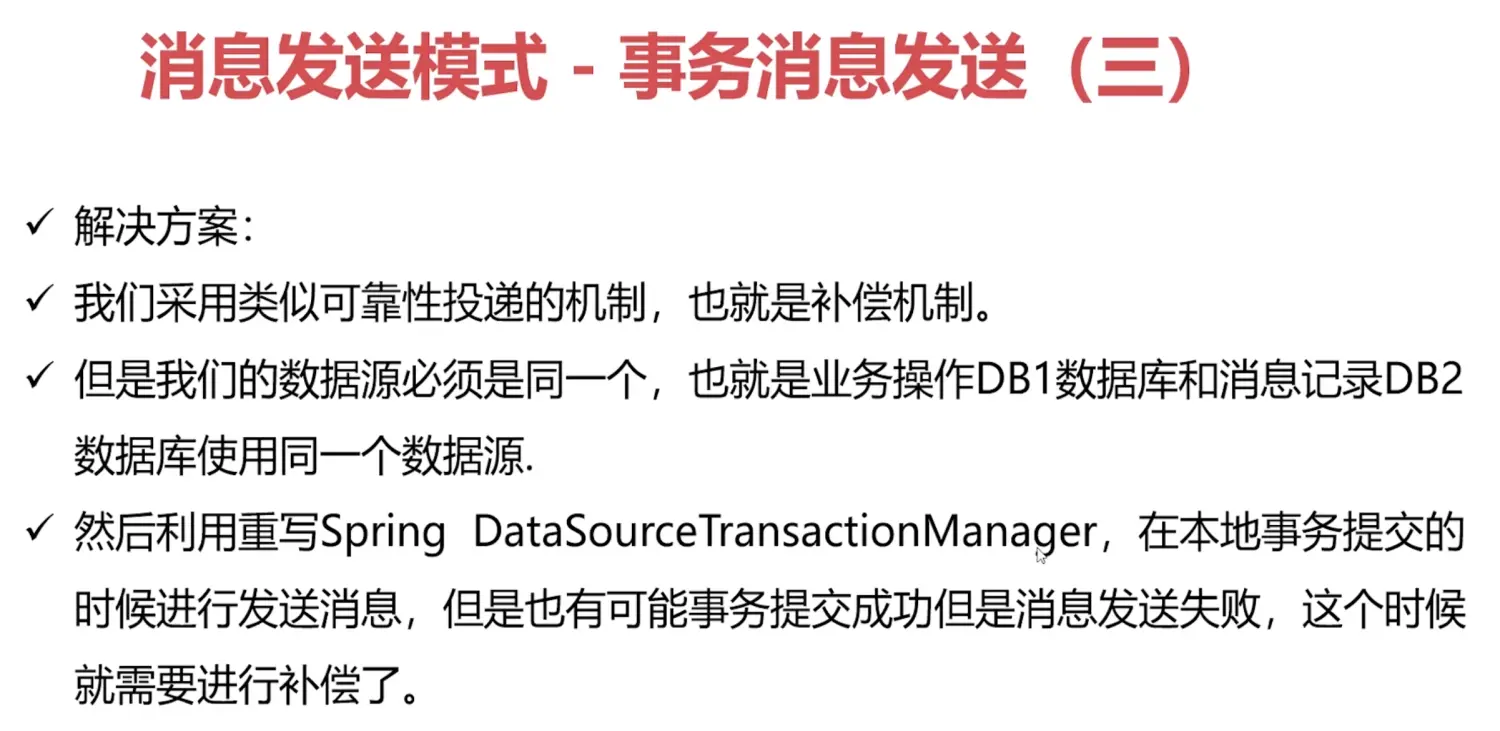 消息发送模式 - 事务消息发送（三）
✓ 解决方案：
✓ 我们采用类似可靠性投递的机制，也就是补偿机制。
✓ 但是我们的数据源必须是同一个，也就是业务操作DB1数据库和消息记录DB2
数据库使用同一个数据源.
✓ 然后利用重写Spring DataSourceTransactionManager，在本地事务提交的
时候进行发送消息，但是也有可能事务提交成功但是消息发送失败，这个时候
就需要进行补偿了。